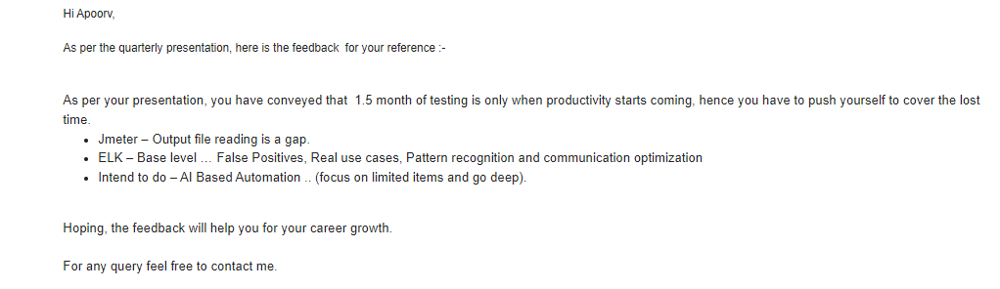 Hi Apoorv,
As per the quarterly presentation, here is the feedback  for your reference :-
As per your presentation, you have conveyed that  1.5 month of testing is only when productivity starts coming, hence you have to push yourself to cover the lost
time.
• Jmeter – Output file reading is a gap.
• ELK – Base level … False Positives, Real use cases, Pattern recognition and communication optimization
• Intend to do – AI Based Automation .. (focus on limited items and go deep).
Hoping, the feedback will help you for your career growth.
For any query feel free to contact me.